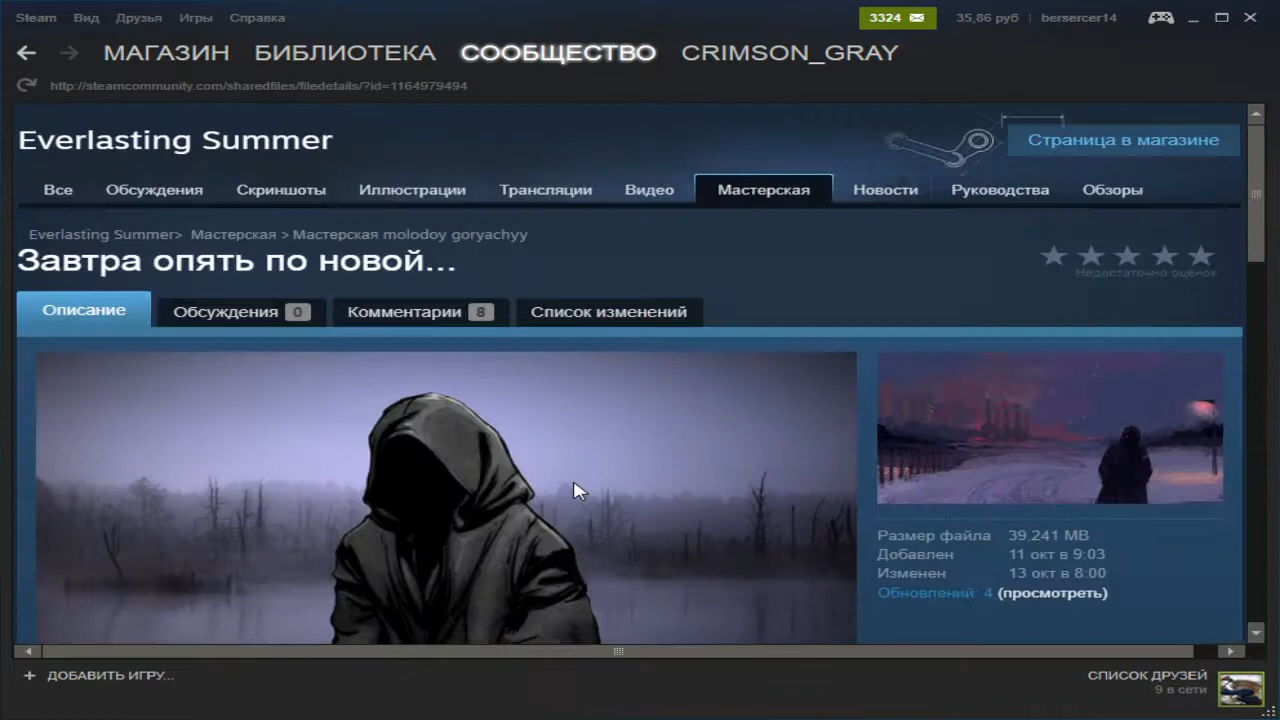 Steam Вид Друзья Игры Справка 3324 35,86 руб bersercer14
МАГАЗИН БИБЛИОТЕКА СООБЩЕСТВО CRIMSON_GRAY
http://steamcommunity.com/sharedfiles/filedetails/?id=1164979494
Everlasting Summer
Страница в магазине
Все Обсуждения Скриншоты Иллюстрации Трансляции Видео Мастерская Новости Руководства Обзоры
Everlasting Summer> Мастерская > Мастерская molodoy goryachyy
Завтра опять по новой...
Недостаточно оценок
Описание Обсуждения 0 Комментарии 8 Список изменений
Размер файла 39.241 MB
Добавлен 11 окт в 9:03
Изменен 13 окт в 8:00
Обновлений: 4 (просмотреть)
+ ДОБАВИТЬ ИГРУ...
СПИСОК ДРУЗЕЙ
9 в сети